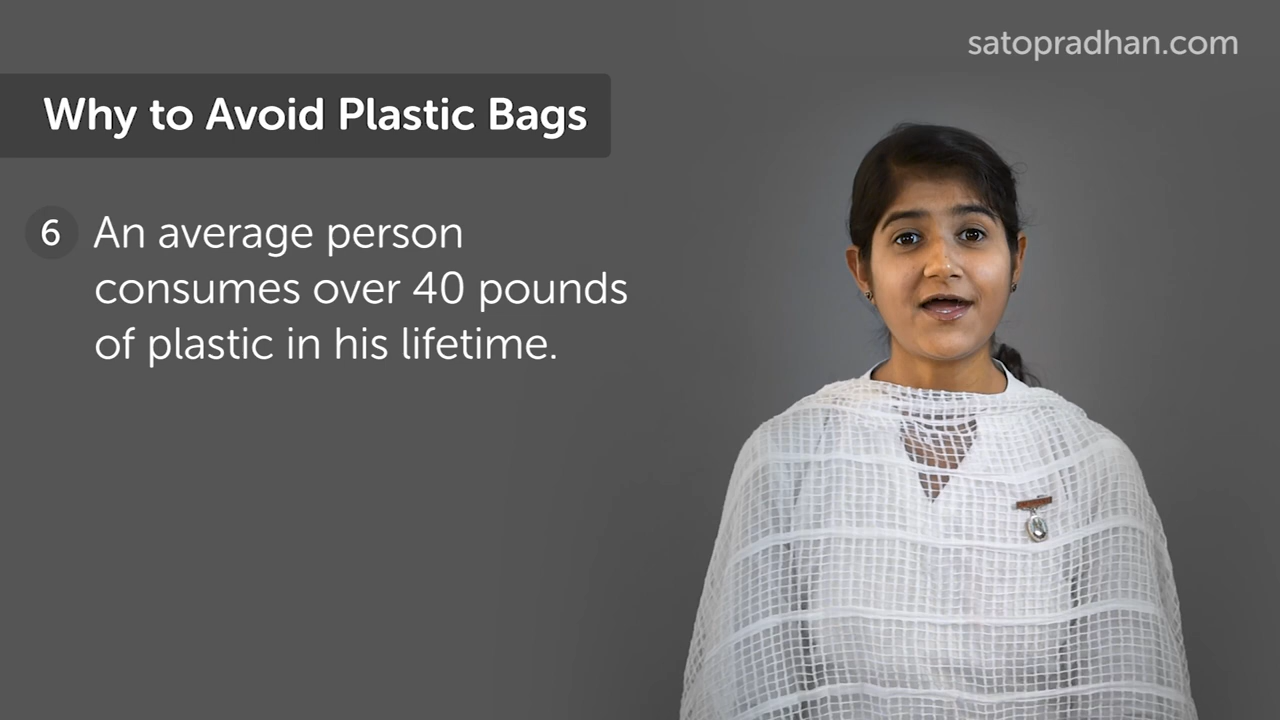 satopradhan.com
Why to Avoid Plastic Bags
6 An average person
consumes over 40 pounds
of plastic in his lifetime.